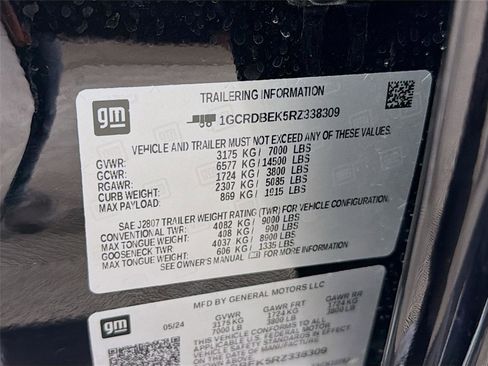 TRAILERING INFORMATION
gm
1GCRDBEK5RZ338309
VEHICLE AND TRAILER MUST NOT EXCEED ANY OF THESE VALUES.
GVWR: 3175 KG/ 7000 LBS
GCWR: 6577 KG/ 14500 LBS
RGAWR: 1724 KG/ 3800 LBS
CURB WEIGHT: 2307 KG/ 5085 LBS
MAX PAYLOAD: 869 KG/ 1915 LBS
SAE J2807 TRAILER WEIGHT RATING (TWR) FOR VEHICLE CONFIGURATION.
CONVENTIONAL TWR: 4082 KG/ 9000 LBS
MAX TONGUE WEIGHT: 408 KG/ 900 LBS
GOOSENECK TWR: 4037 KG/ 8900 LBS
MAX TONGUE WEIGHT: 606 KG/ 1335 LBS
SEE OWNER'S MANUAL FOR MORE INFORMATION.
MFD BY GENERAL MOTORS LLC
gm
05/24
GVWR GAWR FRT GAWR RR
3175 KG 1724 KG 1724 KG
7000 LB 3800 LB 3800 LB